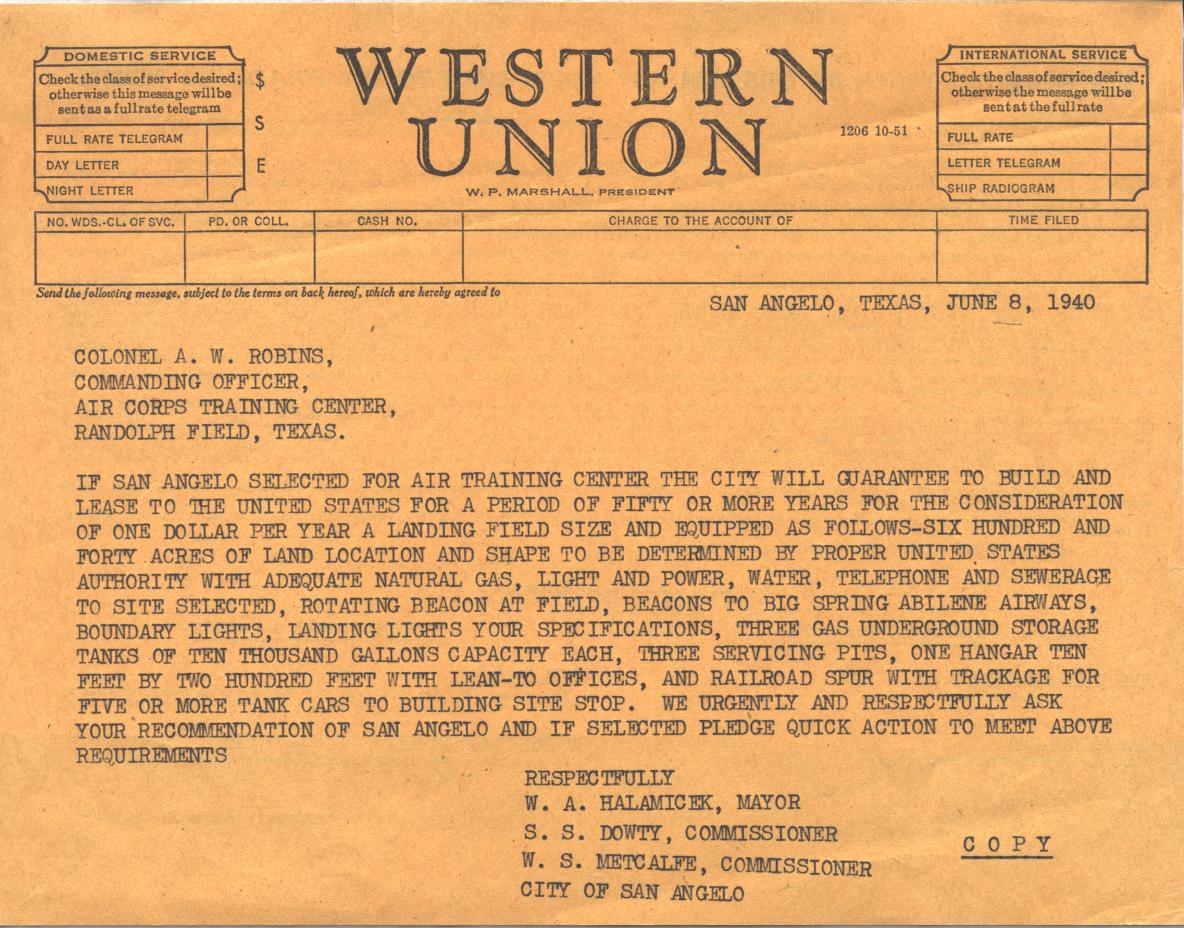 DOMESTIC SERVICE
Check the class of service desired;
otherwise this message will be
sent as a full rate telegram
FULL RATE TELEGRAM
DAY LETTER
NIGHT LETTER
$
S
E
WESTERN
UNION
1206 10-51
W. P. MARSHALL, PRESIDENT
INTERNATIONAL SERVICE
Check the class of service desired;
otherwise the message will be
sent at the full rate
FULL RATE
LETTER TELEGRAM
SHIP RADIOGRAM
NO. WDS.-CL. OF SVC. PD. OR COLL. CASH NO. CHARGE TO THE ACCOUNT OF TIME FILED
Send the following message, subject to the terms on back hereof, which are hereby agreed to
SAN ANGELO, TEXAS, JUNE 8, 1940
COLONEL A. W. ROBINS,
COMMANDING OFFICER,
AIR CORPS TRAINING CENTER,
RANDOLPH FIELD, TEXAS.
IF SAN ANGELO SELECTED FOR AIR TRAINING CENTER THE CITY WILL GUARANTEE TO BUILD AND
LEASE TO THE UNITED STATES FOR A PERIOD OF FIFTY OR MORE YEARS FOR THE CONSIDERATION
OF ONE DOLLAR PER YEAR A LANDING FIELD SIZE AND EQUIPPED AS FOLLOWS-SIX HUNDRED AND
FORTY ACRES OF LAND LOCATION AND SHAPE TO BE DETERMINED BY PROPER UNITED STATES
AUTHORITY WITH ADEQUATE NATURAL GAS, LIGHT AND POWER, WATER, TELEPHONE AND SEWERAGE
TO SITE SELECTED, ROTATING BEACON AT FIELD, BEACONS TO BIG SPRING ABILENE AIRWAYS,
BOUNDARY LIGHTS, LANDING LIGHTS YOUR SPECIFICATIONS, THREE GAS UNDERGROUND STORAGE
TANKS OF TEN THOUSAND GALLONS CAPACITY EACH, THREE SERVICING PITS, ONE HANGAR TEN
FEET BY TWO HUNDRED FEET WITH LEAN-TO OFFICES, AND RAILROAD SPUR WITH TRACKAGE FOR
FIVE OR MORE TANK CARS TO BUILDING SITE STOP. WE URGENTLY AND RESPECTFULLY ASK
YOUR RECOMMENDATION OF SAN ANGELO AND IF SELECTED PLEDGE QUICK ACTION TO MEET ABOVE
REQUIREMENTS
RESPECTFULLY
W. A. HALAMICEK, MAYOR
S. S. DOWTY, COMMISSIONER
W. S. METCALFE, COMMISSIONER
CITY OF SAN ANGELO
C O P Y